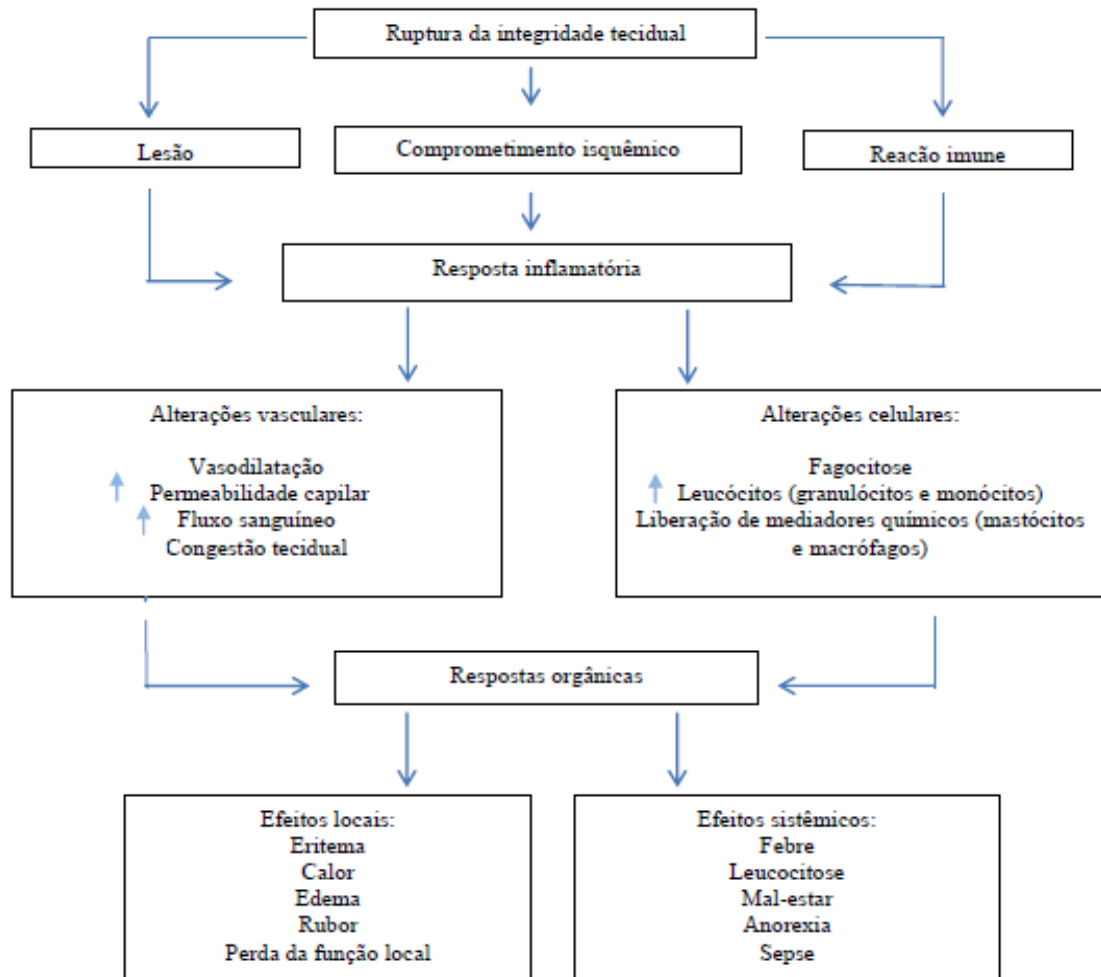 Ruptura da integridade tecidual
Lesão
Comprometimento isquêmico
Reacão imune
Resposta inflamatória
Alterações vasculares:
Vasodilatação
Permeabilidade capilar
Fluxo sanguíneo
Congestão tecidual
Alterações celulares:
Fagocitose
Leucócitos (granulócitos e monócitos)
Liberação de mediadores químicos (mastócitos
e macrófagos)
Respostas orgânicas
Efeitos locais:
Eritema
Calor
Edema
Rubor
Perda da função local
Efeitos sistêmicos:
Febre
Leucocitose
Mal-estar
Anorexia
Sepse